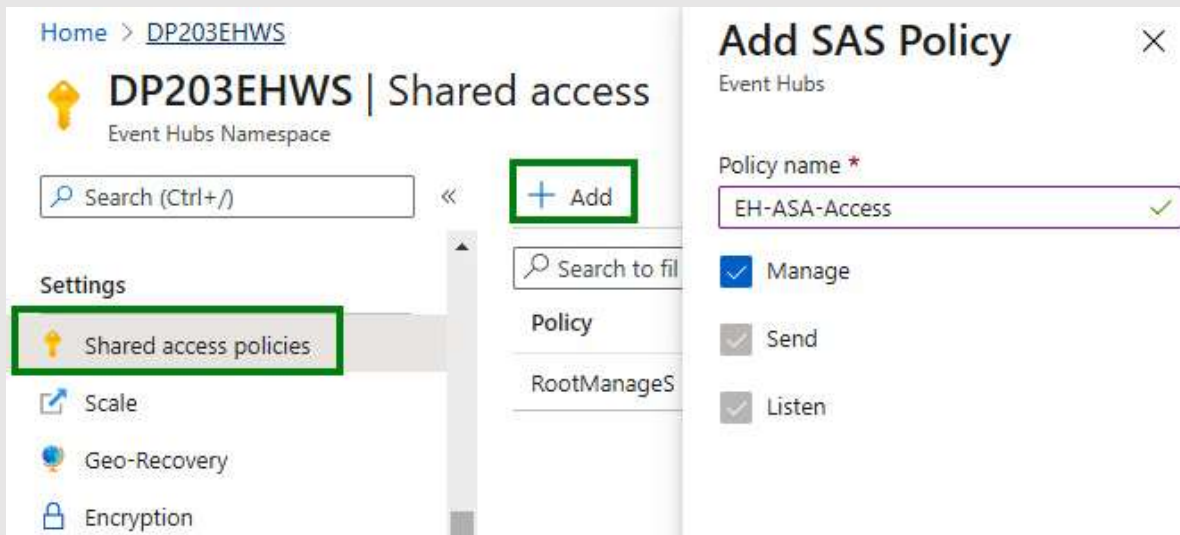 Home > DP203EHWS
DP203EHWS | Shared access
Event Hubs Namespace
Search (Ctrl+/)
«
Settings
Shared access policies
Scale
Geo-Recovery
Encryption
+ Add
Search to fil
Policy
RootManageS
Add SAS Policy
Event Hubs
Policy name *
EH-ASA-Access
Manage
Send
Listen